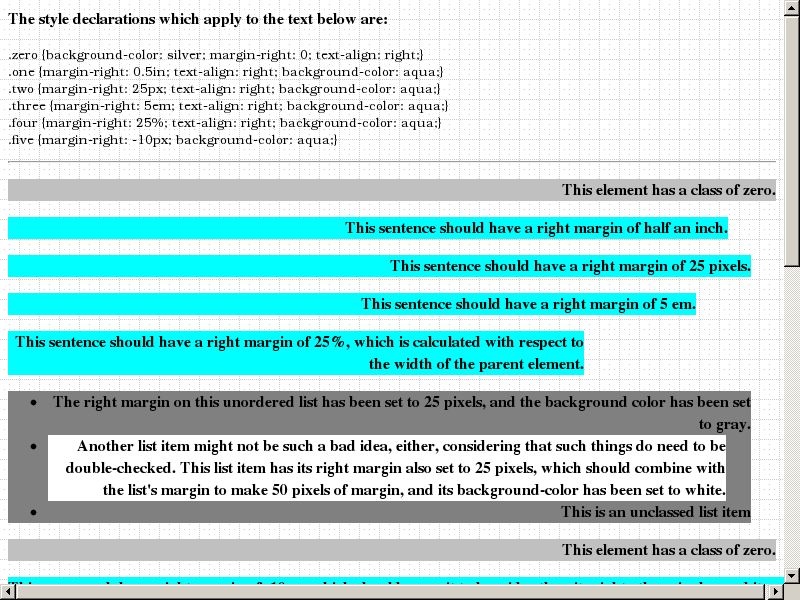 The style declarations which apply to the text below are:
.zero {background-color: silver; margin-right: 0; text-align: right;}
.one {margin-right: 0.5in; text-align: right; background-color: aqua;}
.two {margin-right: 25px; text-align: right; background-color: aqua;}
.three {margin-right: 5em; text-align: right; background-color: aqua;}
.four {margin-right: 25%; text-align: right; background-color: aqua;}
.five {margin-right: -10px; background-color: aqua;}
This element has a class of zero.
This sentence should have a right margin of half an inch.
This sentence should have a right margin of 25 pixels.
This sentence should have a right margin of 5 em.
This sentence should have a right margin of 25%, which is calculated with respect to
the width of the parent element.
The right margin on this unordered list has been set to 25 pixels, and the background color has been set
to gray.
Another list item might not be such a bad idea, either, considering that such things do need to be
double-checked. This list item has its right margin also set to 25 pixels, which should combine with
the list's margin to make 50 pixels of margin, and its background-color has been set to white.
This is an unclassed list item
This element has a class of zero.